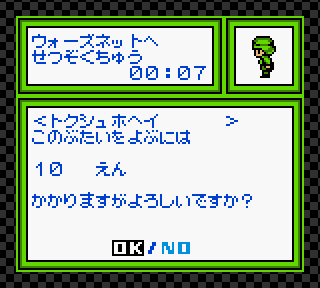 ウォーズネットへ
せつぞくちゅう
00:07
<トクシュホヘイ >
このぶたいをよぶには
10 えん
かかりますがよろしいですか?
OK/NO